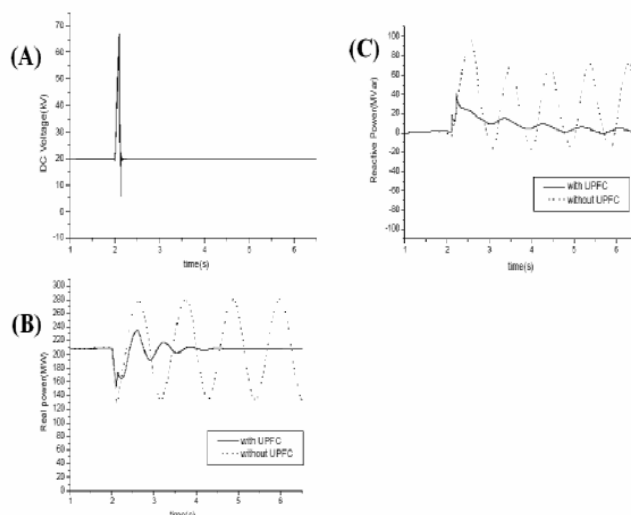 (A)
70
60
50
40
30
20
10
0
-10
DC Voltage(kV)
1 2 3 4 5 6
time(s)
(B)
300
280
260
240
220
200
180
160
140
120
100
80
60
40
20
0
Real power(MW)
with UPFC
without UPFC
1 2 3 4 5 6
time(s)
(C)
100
80
60
40
20
0
-20
-40
-60
-80
-100
Reactive Power(MVar)
with UPFC
without UPFC
1 2 3 4 5 6
time(s)